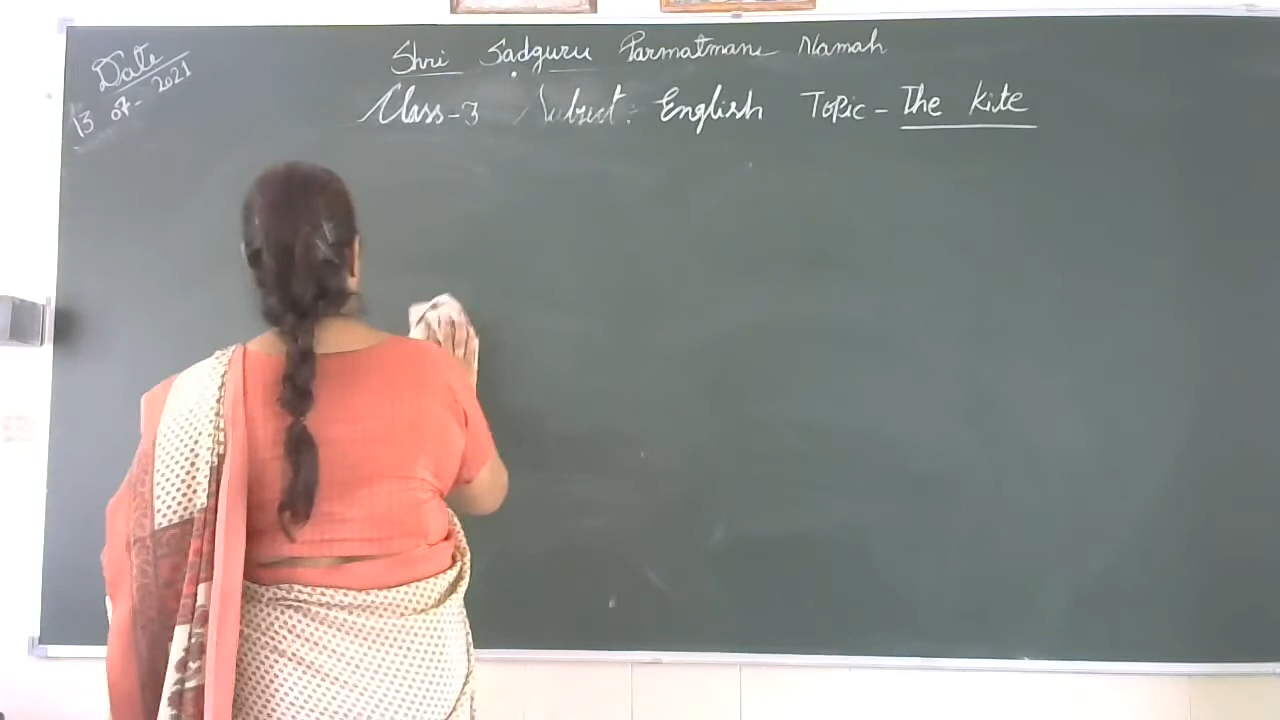 Date
13 07-2021
Shri Sadguru Parmatmane Namah
Class-3 Subject: English Topic - The Kite